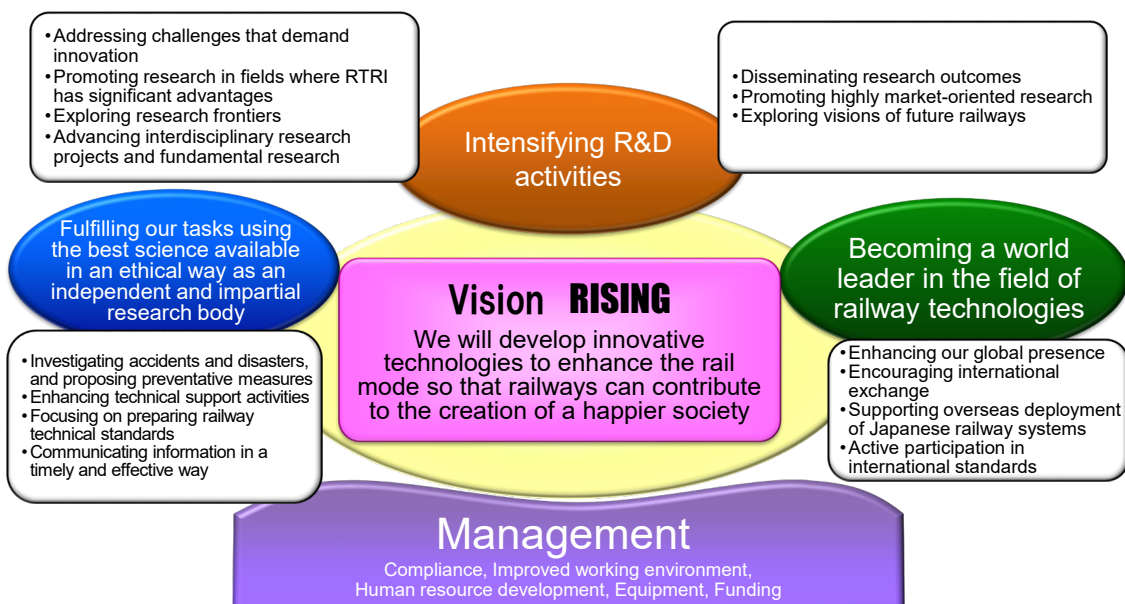 •Addressing challenges that demand
innovation
•Promoting research in fields where RTRI
has significant advantages
•Exploring research frontiers
•Advancing interdisciplinary research
projects and fundamental research
•Disseminating research outcomes
•Promoting highly market-oriented research
•Exploring visions of future railways
Intensifying R&D
activities
Fulfilling our tasks using
the best science available
in an ethical way as an
independent and impartial
research body
•Investigating accidents and disasters,
and proposing preventative measures
•Enhancing technical support activities
•Focusing on preparing railway
technical standards
•Communicating information in a
timely and effective way
Vision RISING
We will develop innovative
technologies to enhance the rail
mode so that railways can contribute
to the creation of a happier society
Becoming a world
leader in the field of
railway technologies
•Enhancing our global presence
•Encouraging international
exchange
•Supporting overseas deployment
of Japanese railway systems
•Active participation in
international standards
Management
Compliance, Improved working environment,
Human resource development, Equipment, Funding